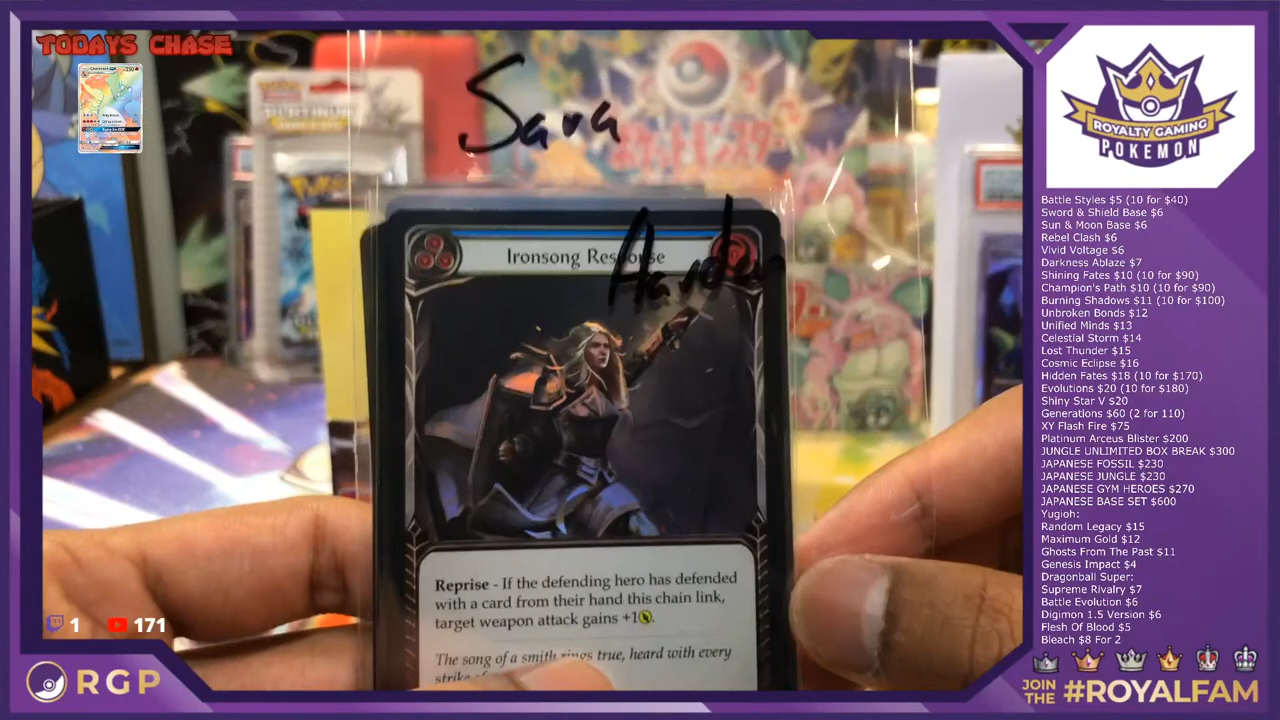 TODAYS CHASE
Sara
Ironsong Response
Reprise - If the defending hero has defended
with a card from their hand this chain link,
target weapon attack gains +1
The song of a smith rings true, heard with every
strike
1
171
RGP
ROYALTY GAMING
POKEMON
Battle Styles $5 (10 for $40)
Sword & Shield Base $6
Sun & Moon Base $6
Rebel Clash $6
Vivid Voltage $6
Darkness Ablaze $7
Shining Fates $10 (10 for $90)
Champion's Path $10 (10 for $90)
Burning Shadows $11 (10 for $100)
Unbroken Bonds $12
Unified Minds $13
Celestial Storm $14
Lost Thunder $15
Cosmic Eclipse $16
Hidden Fates $18 (10 for $170)
Evolutions $20 (10 for $180)
Shiny Star V $20
Generations $60 (2 for 110)
XY Flash Fire $75
Platinum Arceus Blister $200
JUNGLE UNLIMITED BOX BREAK $300
JAPANESE FOSSIL $230
JAPANESE JUNGLE $230
JAPANESE GYM HEROES $270
JAPANESE BASE SET $600
Yugioh:
Random Legacy $15
Maximum Gold $12
Ghosts From The Past $11
Genesis Impact $4
Dragonball Super:
Supreme Rivalry $7
Battle Evolution $6
Digimon 1.5 Version $6
Flesh Of Blood $5
Bleach $8 For 2
JOIN
THE #ROYALFAM